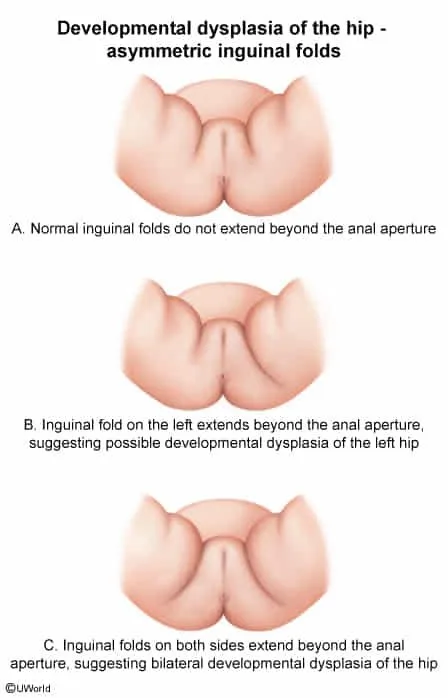 Developmental dysplasia of the hip -
asymmetric inguinal folds
A. Normal inguinal folds do not extend beyond the anal aperture
B. Inguinal fold on the left extends beyond the anal aperture,
suggesting possible developmental dysplasia of the left hip
C. Inguinal folds on both sides extend beyond the anal
aperture, suggesting bilateral developmental dysplasia of the hip
©UWorld